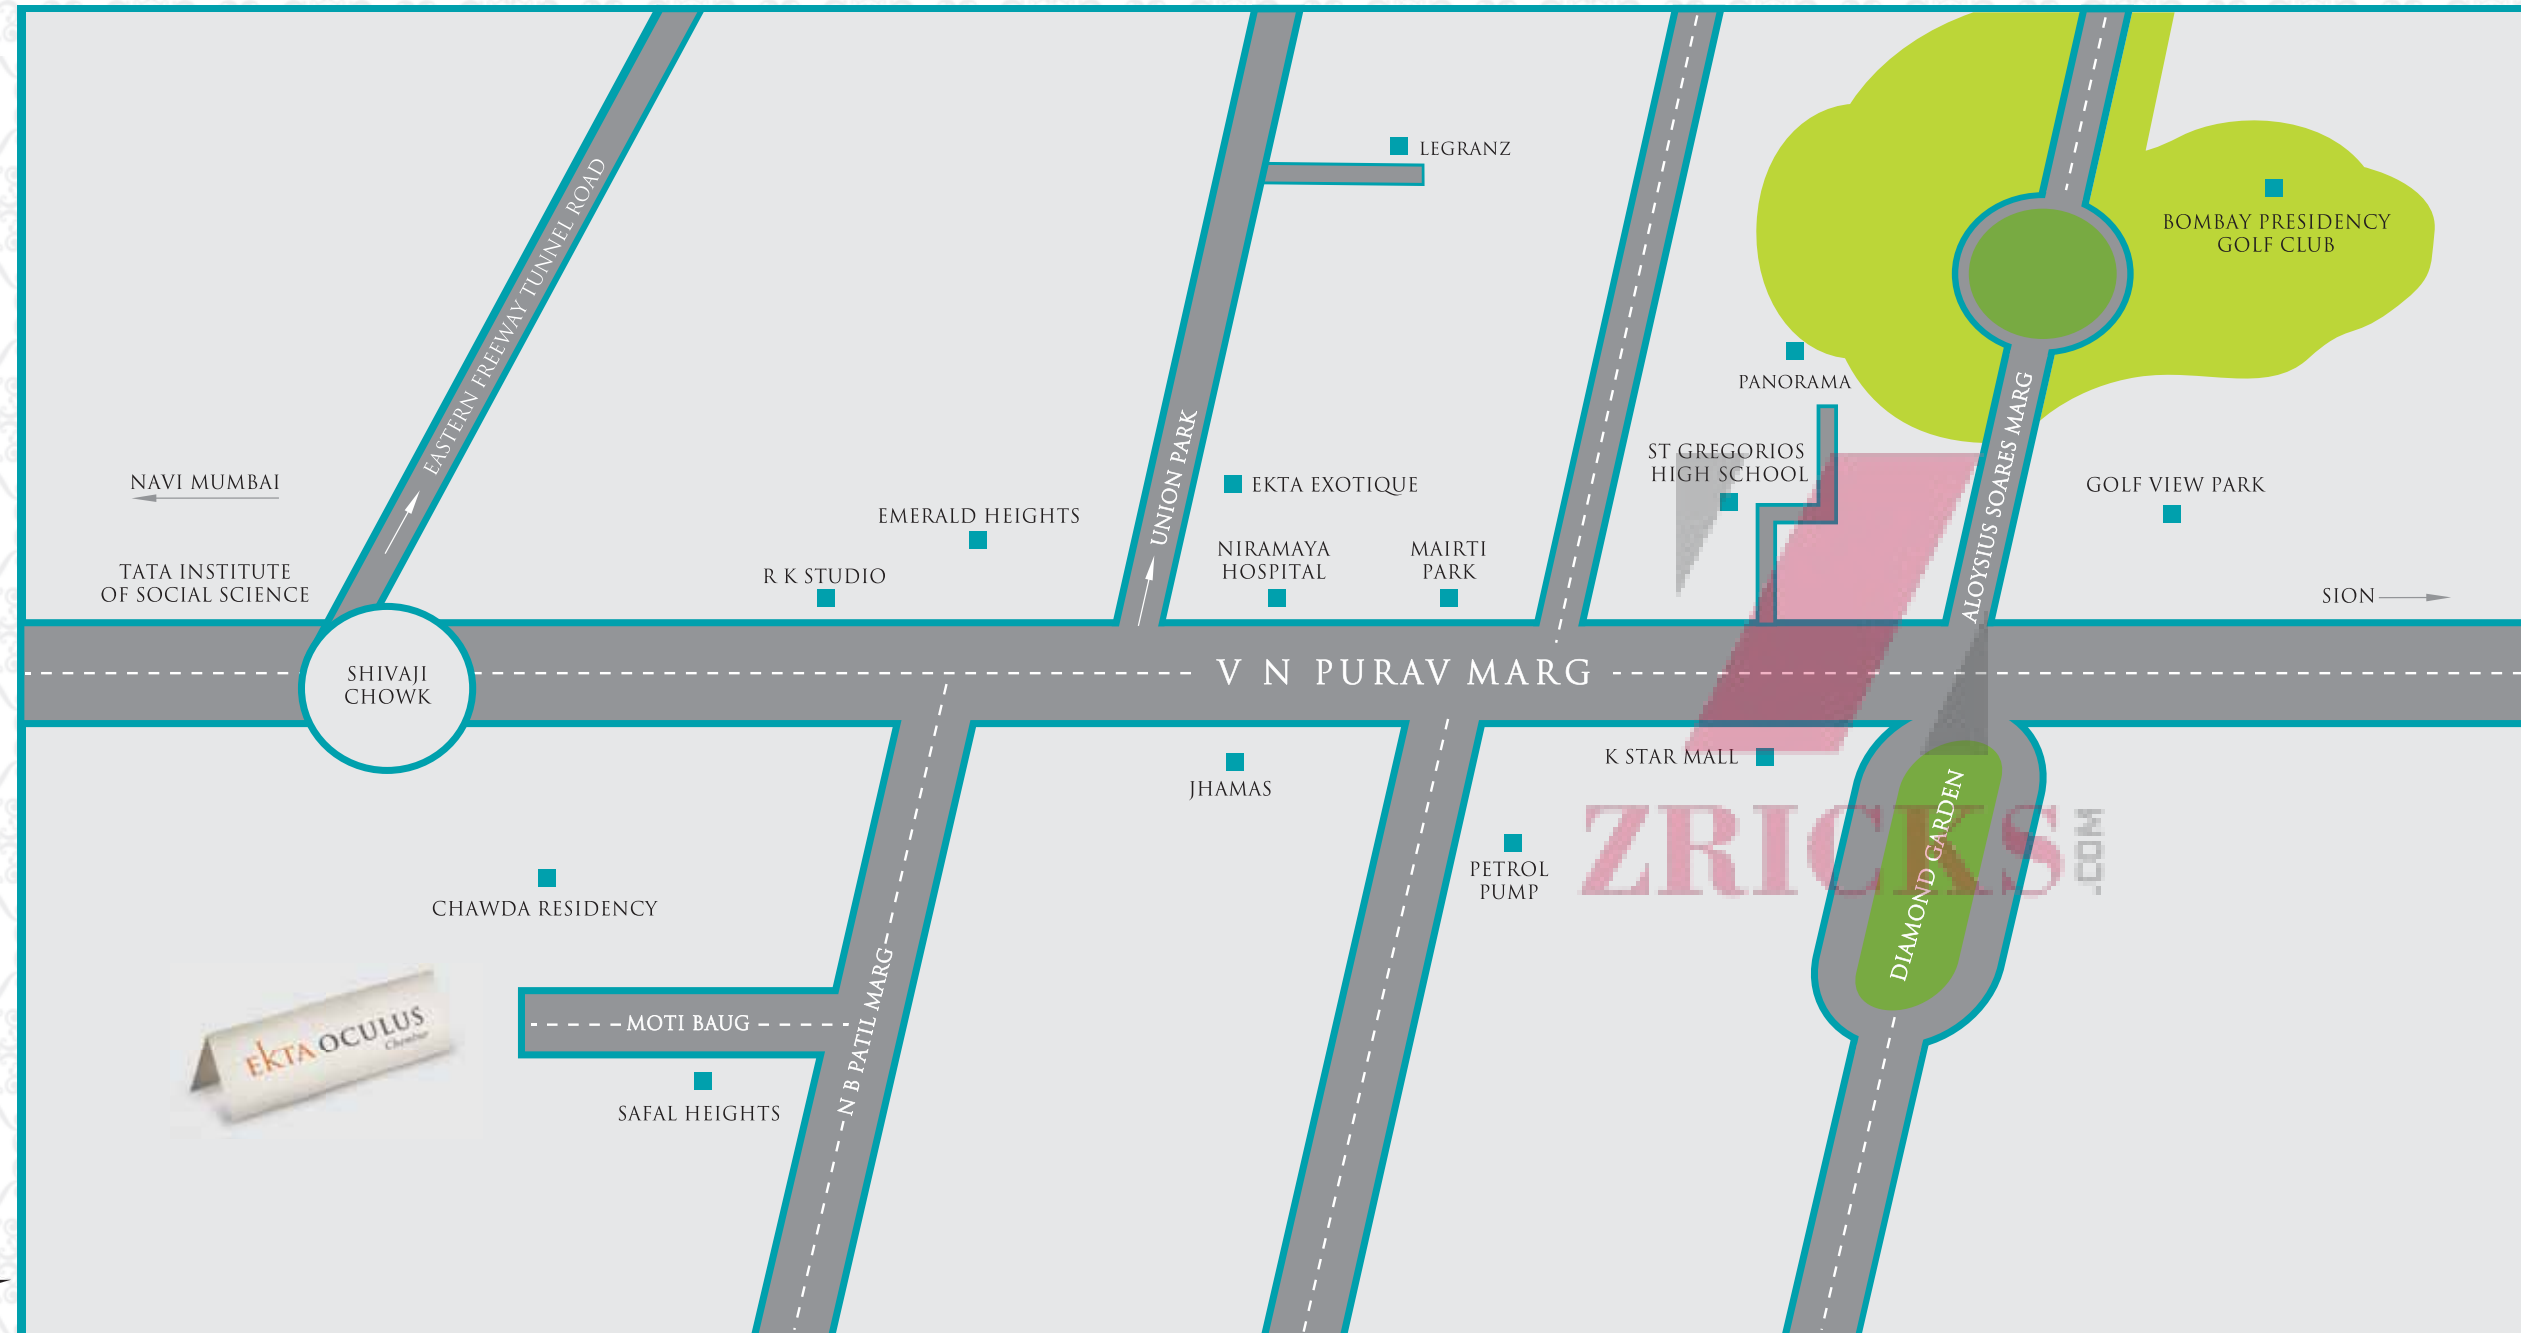 LEGRANZ
BOMBAY PRESIDENCY
GOLF CLUB
EASTERN FREEWAY TUNNEL ROAD
PANORAMA
ALOYSIUS SOARES MARG
UNION PARK
ST GREGORIOS
HIGH SCHOOL
NAVI MUMBAI
EKTA EXOTIQUE
GOLF VIEW PARK
EMERALD HEIGHTS
NIRAMAYA
HOSPITAL
MAIRTI
PARK
TATA INSTITUTE
OF SOCIAL SCIENCE
R K STUDIO
SION
SHIVAJI
CHOWK
V N PURAV MARG
K STAR MALL
JHAMAS
DIAMOND GARDEN
ZRICKS
.COM
PETROL
PUMP
CHAWDA RESIDENCY
N B PATIL MARG
MOTI BAUG
EKTA OCULUS
Chembur
SAFAL HEIGHTS